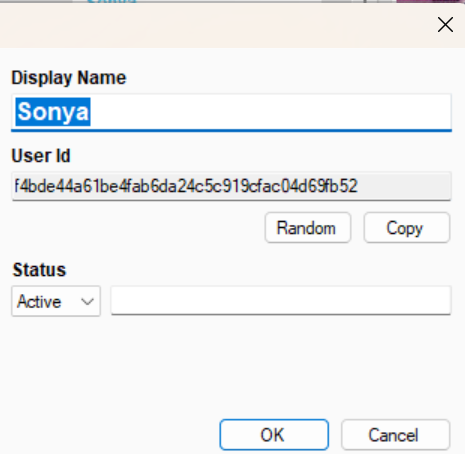 Display Name
Sonya
User Id
f4bde44a61be4fab6da24c5c919cfac04d69fb52
Random Copy
Status
Active
OK Cancel